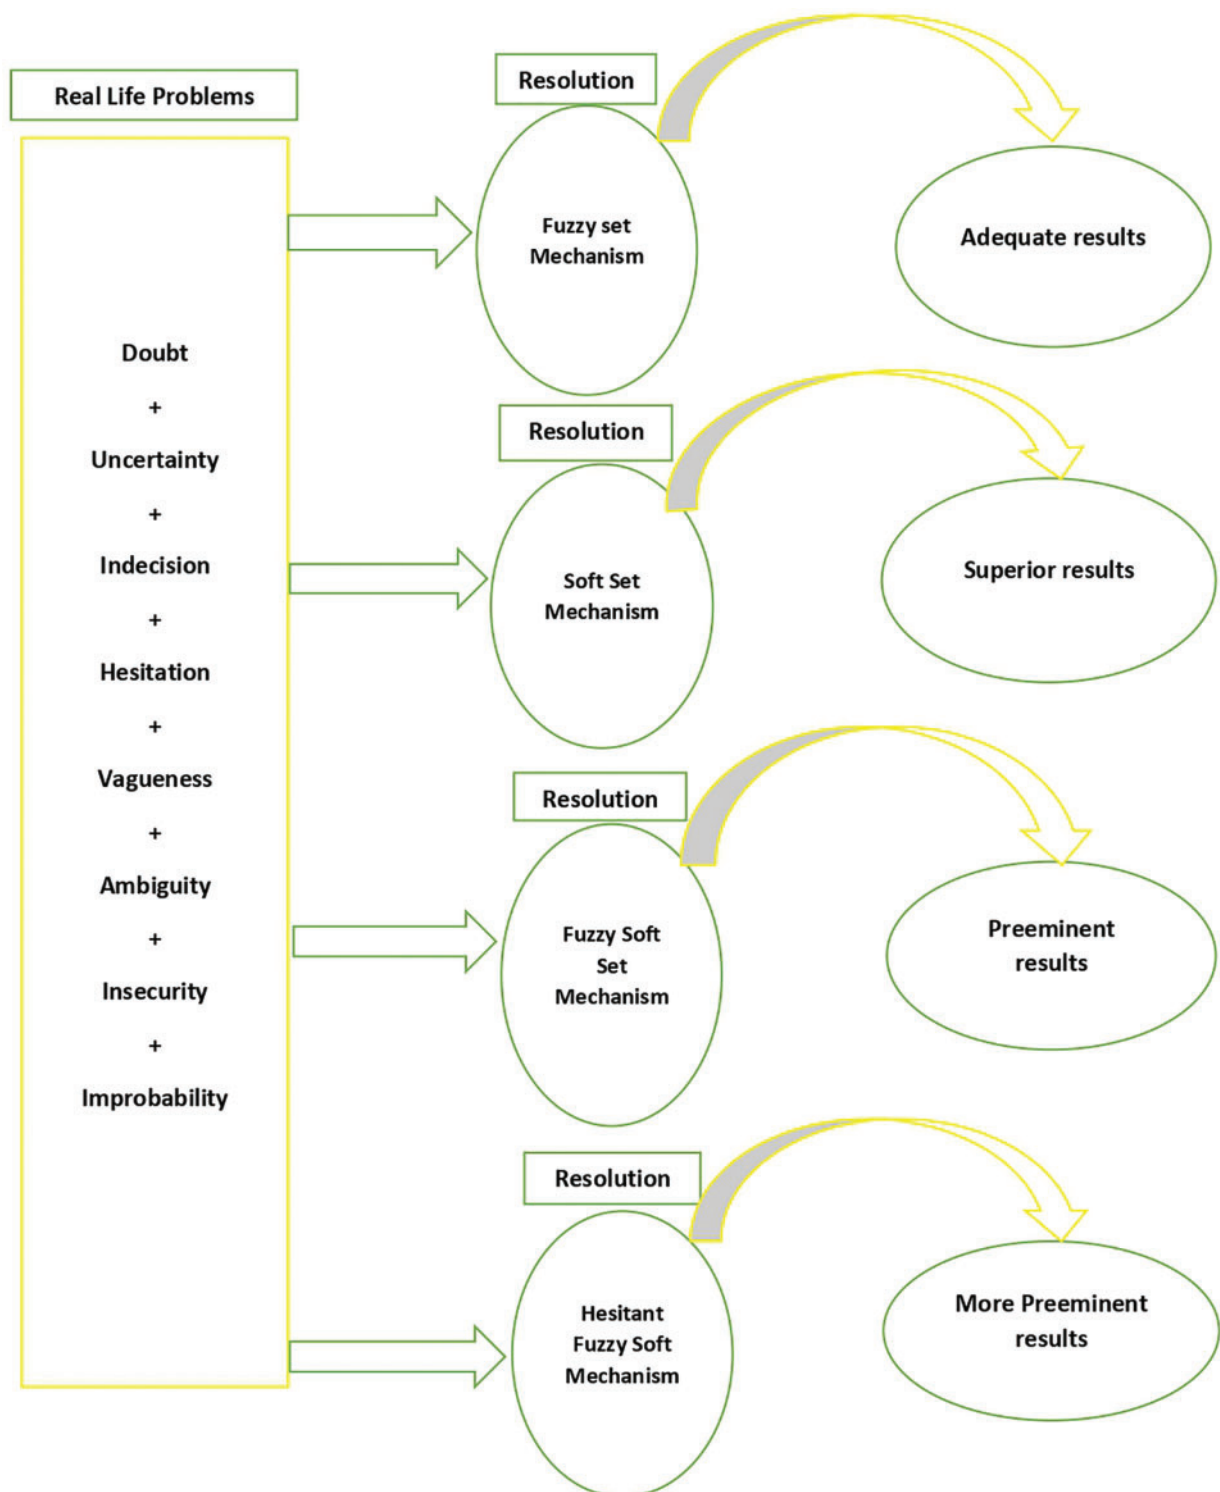 Real Life Problems
Doubt
+
Uncertainty
+
Indecision
+
Hesitation
+
Vagueness
+
Ambiguity
+
Insecurity
+
Improbability
Resolution
Fuzzy set
Mechanism
Adequate results
Resolution
Soft Set
Mechanism
Superior results
Resolution
Fuzzy Soft
Set
Mechanism
Preeminent
results
Resolution
Hesitant
Fuzzy Soft
Mechanism
More Preeminent
results